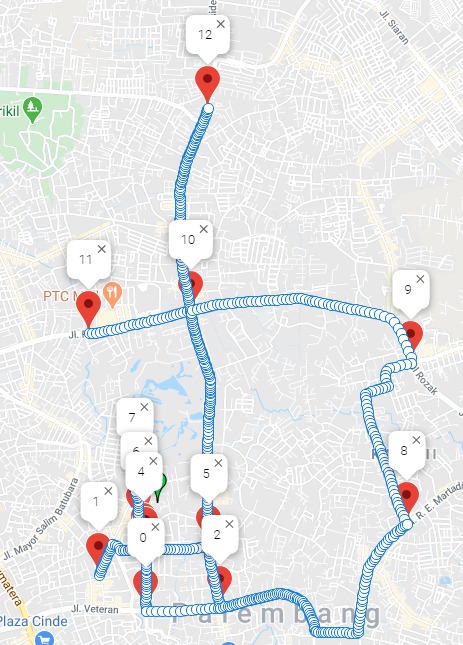 12
Jl. Siaran
rikil
10
11
9
PTC M
Jl. R
Rozak
7
6
8
4
5
1
R. E. Martad
Jl. Mayor Salim Batubara
0
2
Jl. Veteran
Palembang
Plaza Cinde